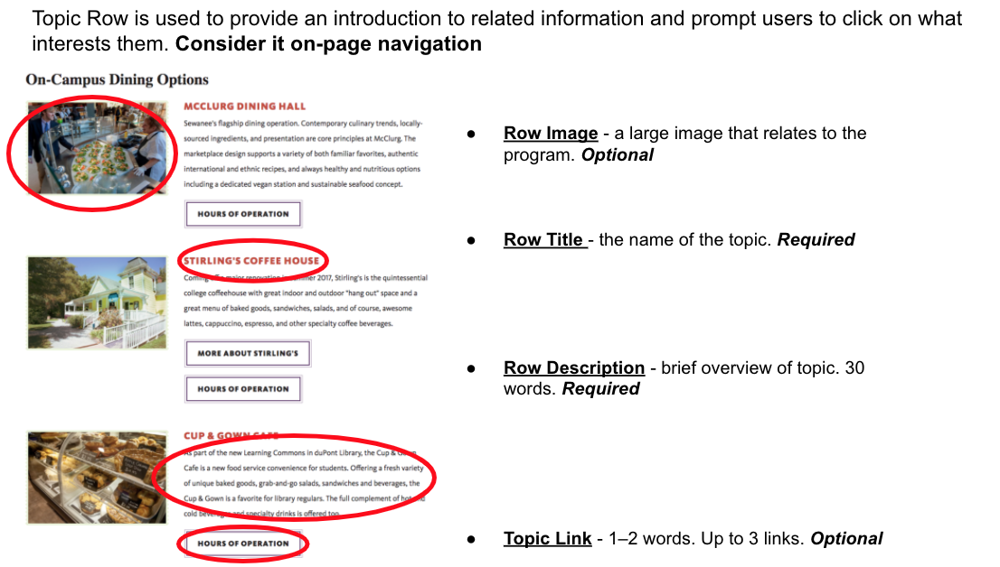 Topic Row is used to provide an introduction to related information and prompt users to click on what
interests them. Consider it on-page navigation
On-Campus Dining Options
MCCLURG DINING HALL
Sewanee's flagship dining operation. Contemporary culinary trends, locally-
sourced ingredients, and presentation are core principles at McClurg. The
marketplace design supports a variety of both familiar favorites, authentic
international and ethnic recipes, and always healthy and nutritious options
including a dedicated vegan station and sustainable seafood concept.
HOURS OF OPERATION
STIRLING'S COFFEE HOUSE
Coming off a major renovation in summer 2017, Stirling's is the quintessential
college coffeehouse with great indoor and outdoor "hang out" space and a
great menu of baked goods, sandwiches, salads, and of course, awesome
lattes, cappuccino, espresso, and other specialty coffee beverages.
MORE ABOUT STIRLING'S
HOURS OF OPERATION
CUP & GOWN CAFE
As part of the new Learning Commons in duPont Library, the Cup & Gown
Cafe is a new food service convenience for students. Offering a fresh variety
of unique baked goods, grab-and-go salads, sandwiches and beverages, the
Cup & Gown is a favorite for library regulars. The full complement of hot and
cold beverages and specialty drinks is offered too.
HOURS OF OPERATION
● Row Image - a large image that relates to the
program. Optional
● Row Title - the name of the topic. Required
● Row Description - brief overview of topic. 30
words. Required
● Topic Link - 1–2 words. Up to 3 links. Optional